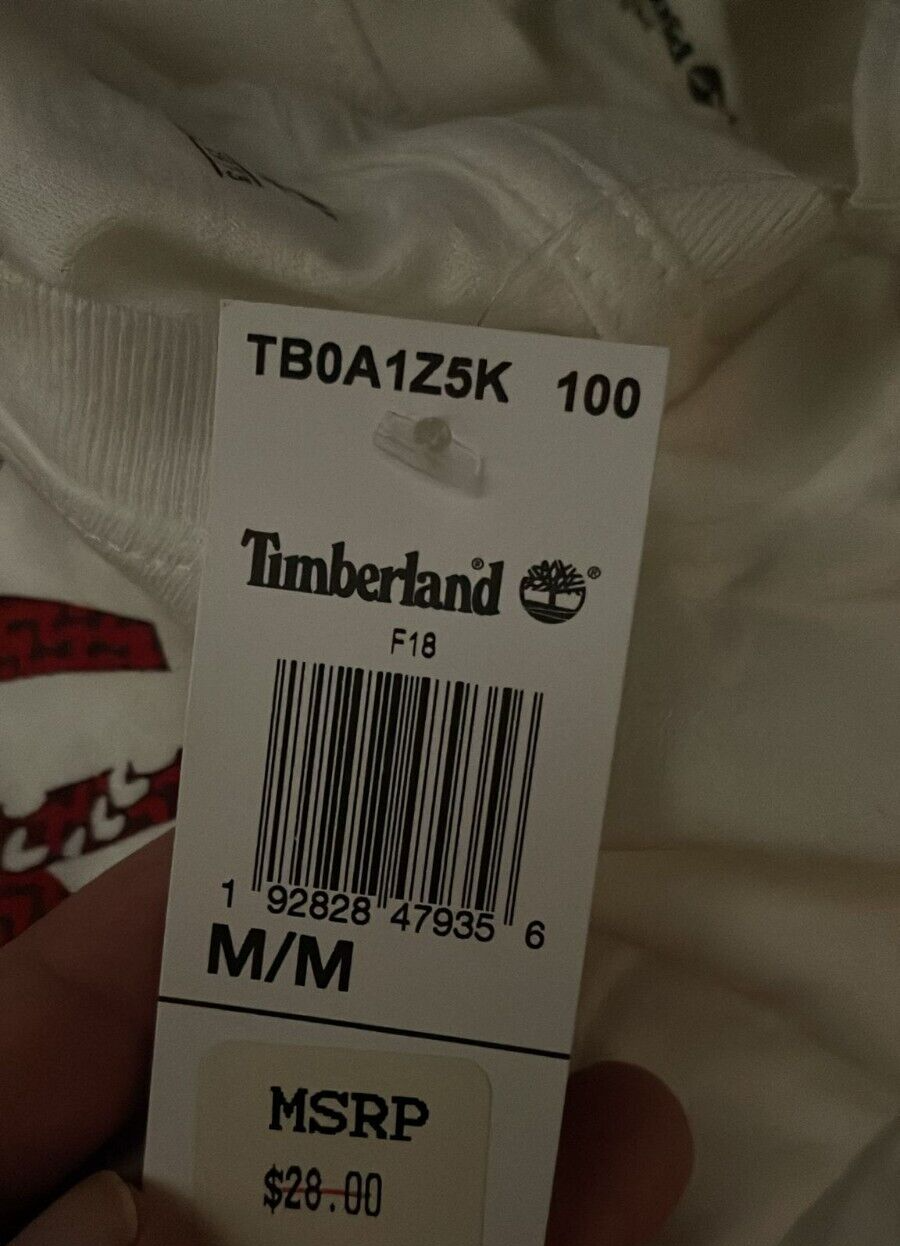 TB0A1Z5K 100
Timberland®
®
F18
1 92828 47935 6
M/M
MSRP
$28.00